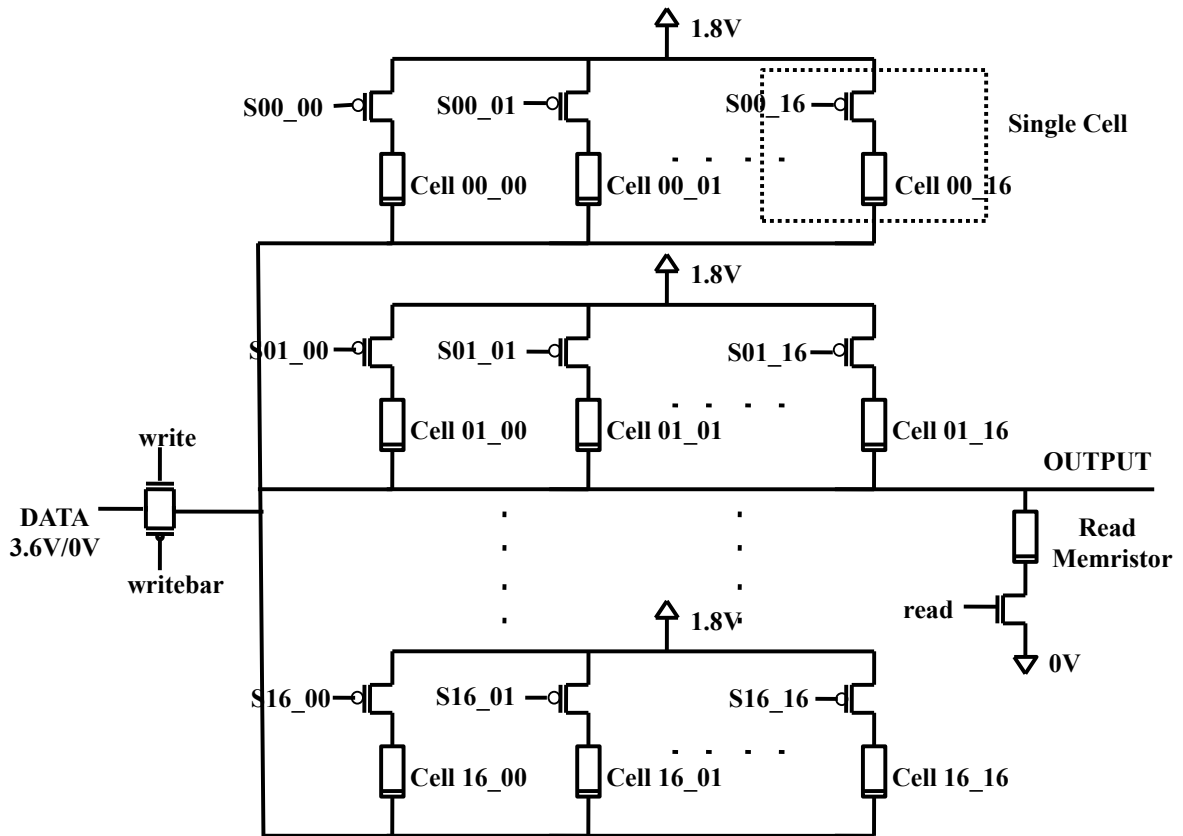 1.8V
S00_00
S00_01
S00_16
Single Cell
Cell 00_00
Cell 00_01
Cell 00_16
1.8V
S01_00
S01_01
S01_16
Cell 01_00
Cell 01_01
Cell 01_16
write
OUTPUT
DATA
3.6V/0V
Read
Memristor
writebar
read
1.8V
0V
S16_00
S16_01
S16_16
Cell 16_00
Cell 16_01
Cell 16_16